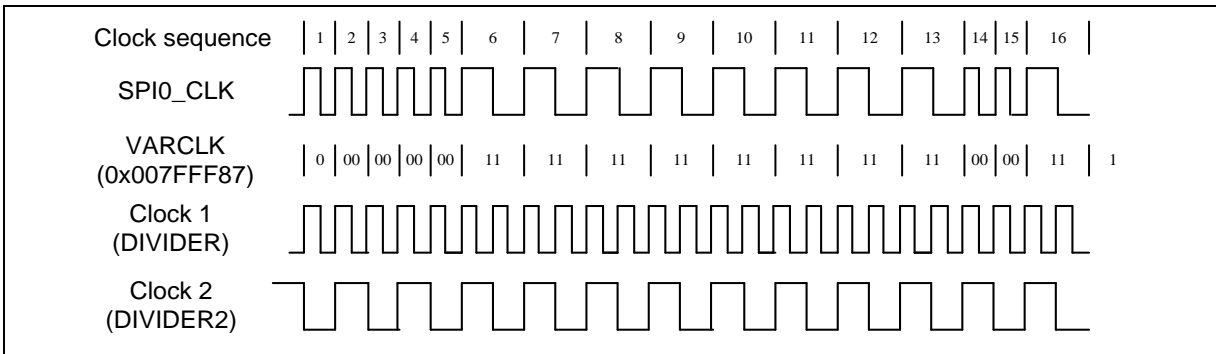 Clock sequence 1 2 3 4 5 6 7 8 9 10 11 12 13 14 15 16
SPI0_CLK
VARCLK
(0x007FFF87)
0 00 00 00 00 11 11 11 11 11 11 11 11 00 00 11 1
Clock 1
(DIVIDER)
Clock 2
(DIVIDER2)